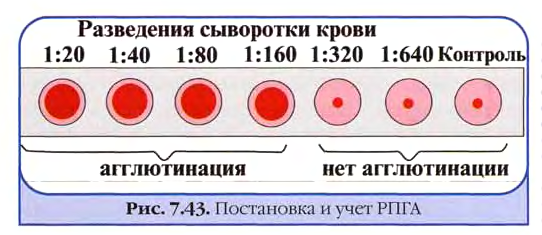 Разведения сыворотки крови
1:20 1:40 1:80 1:160 1:320 1:640 Контроль
агглютинация нет агглютинации
Рис. 7.43. Постановка и учет РПГА